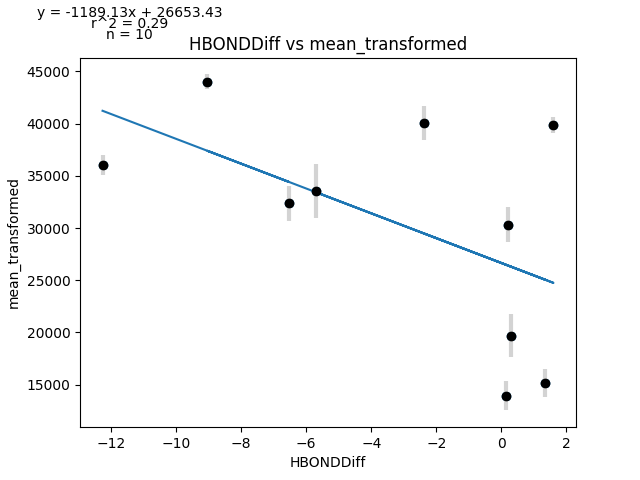 y = -1189.13x + 26653.43
r^2 = 0.29
n = 10
HBONDDiff vs mean_transformed
45000
40000
35000
30000
25000
20000
15000
mean_transformed
−12 −10 −8 −6 −4 −2 0 2
HBONDDiff